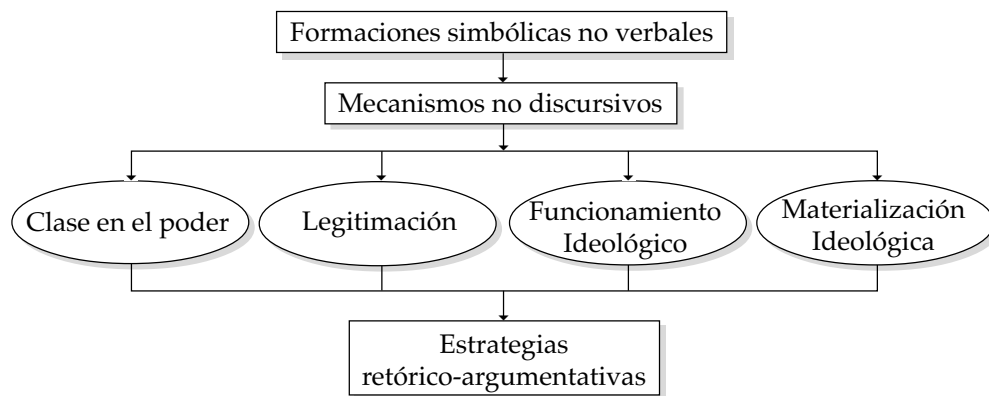 Formaciones simbólicas no verbales
Mecanismos no discursivos
Clase en el poder
Legitimación
Funcionamiento
Ideológico
Materialización
Ideológica
Estrategias
retórico-argumentativas